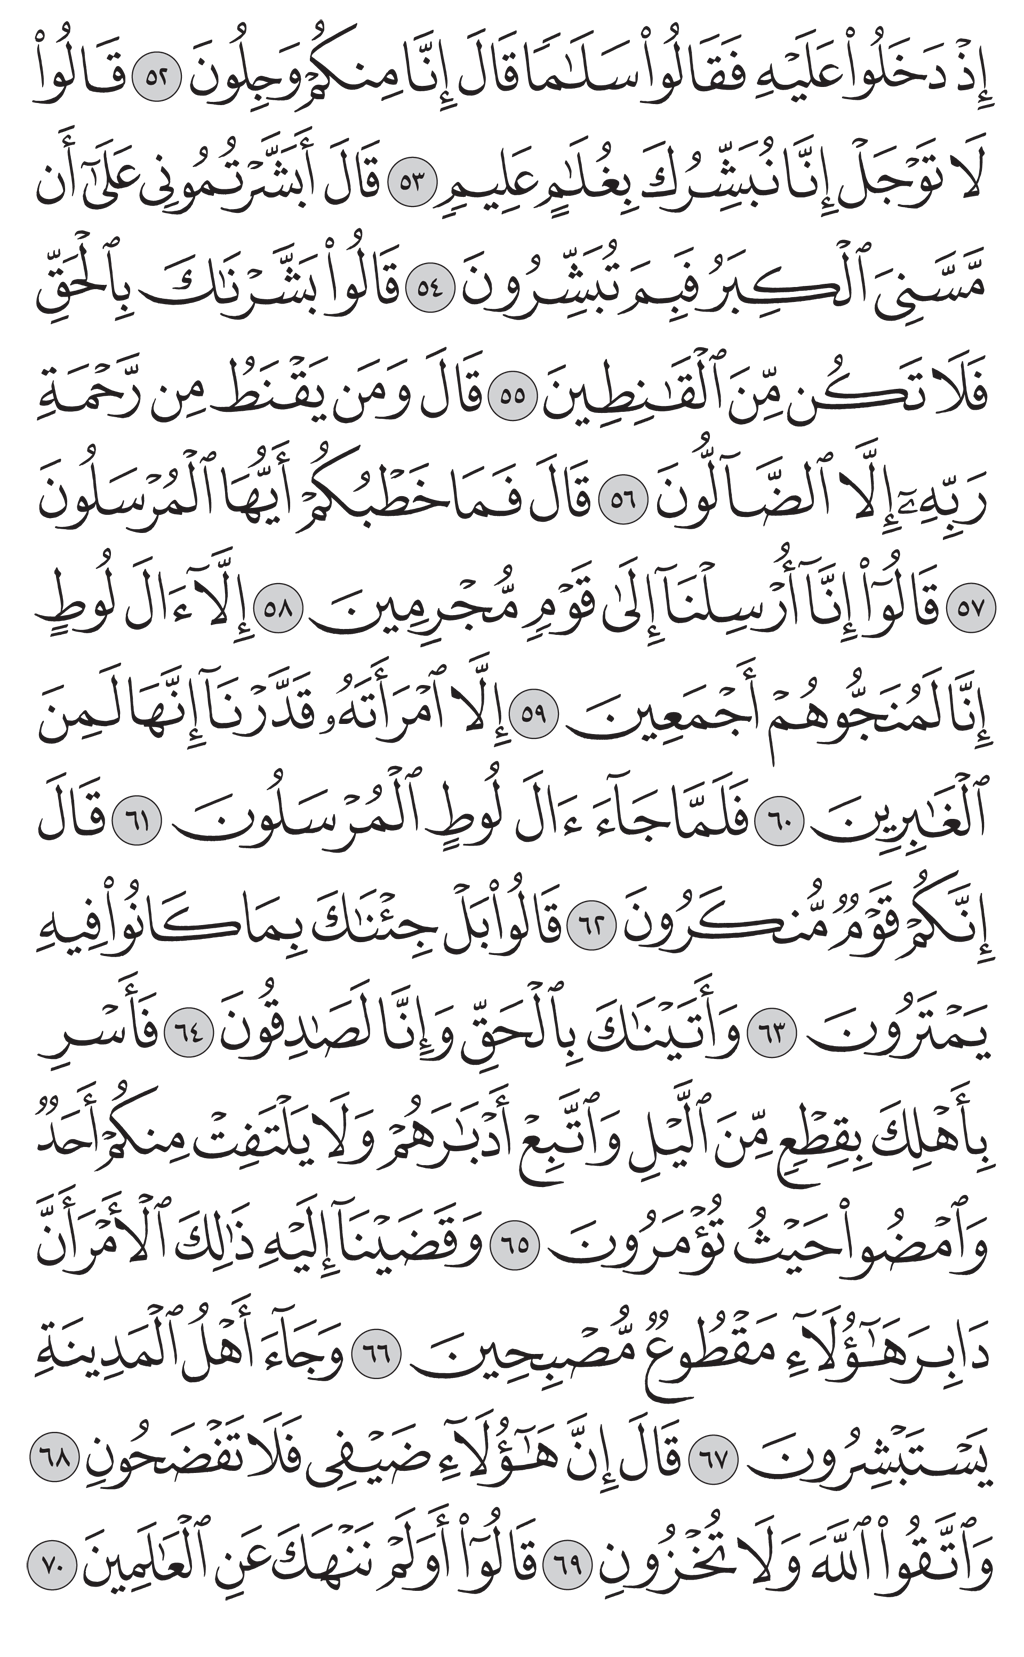 إِذْ دَخَلُوا۟ عَلَيْهِ فَقَالُوا۟ سَلَـٰمًا قَالَ إِنَّا مِنكُمْ وَجِلُونَ ٥٢ قَالُوا۟
لَا تَوْجَلْ إِنَّا نُبَشِّرُكَ بِغُلَـٰمٍ عَلِيمٍ ٥٣ قَالَ أَبَشَّرْتُمُونِى عَلَىٰٓ أَن
مَّسَّنِىَ ٱلْكِبَرُ فَبِمَ تُبَشِّرُونَ ٥٤ قَالُوا۟ بَشَّرْنَـٰكَ بِٱلْحَقِّ
فَلَا تَكُن مِّنَ ٱلْقَـٰنِطِينَ ٥٥ قَالَ وَمَن يَقْنَطُ مِن رَّحْمَةِ
رَبِّهِۦٓ إِلَّا ٱلضَّآلُّونَ ٥٦ قَالَ فَمَا خَطْبُكُمْ أَيُّهَا ٱلْمُرْسَلُونَ
٥٧ قَالُوٓا۟ إِنَّآ أُرْسِلْنَآ إِلَىٰ قَوْمٍ مُّجْرِمِينَ ٥٨ إِلَّآ ءَالَ لُوطٍ
إِنَّا لَمُنَجُّوهُمْ أَجْمَعِينَ ٥٩ إِلَّا ٱمْرَأَتَهُۥ قَدَّرْنَآ إِنَّهَا لَمِنَ
ٱلْغَـٰبِرِينَ ٦٠ فَلَمَّا جَآءَ ءَالَ لُوطٍ ٱلْمُرْسَلُونَ ٦١ قَالَ
إِنَّكُمْ قَوْمٌ مُّنكَرُونَ ٦٢ قَالُوا۟ بَلْ جِئْنَـٰكَ بِمَا كَانُوا۟ فِيهِ
يَمْتَرُونَ ٦٣ وَأَتَيْنَـٰكَ بِٱلْحَقِّ وَإِنَّا لَصَـٰدِقُونَ ٦٤ فَأَسْرِ
بِأَهْلِكَ بِقِطْعٍ مِّنَ ٱلَّيْلِ وَٱتَّبِعْ أَدْبَـٰرَهُمْ وَلَا يَلْتَفِتْ مِنكُمْ أَحَدٌ
وَٱمْضُوا۟ حَيْثُ تُؤْمَرُونَ ٦٥ وَقَضَيْنَآ إِلَيْهِ ذَٰلِكَ ٱلْأَمْرَ أَنَّ
دَابِرَ هَـٰٓؤُلَآءِ مَقْطُوعٌ مُّصْبِحِينَ ٦٦ وَجَآءَ أَهْلُ ٱلْمَدِينَةِ
يَسْتَبْشِرُونَ ٦٧ قَالَ إِنَّ هَـٰٓؤُلَآءِ ضَيْفِى فَلَا تَفْضَحُونِ ٦٨
وَٱتَّقُوا۟ ٱللَّهَ وَلَا تُخْزُونِ ٦٩ قَالُوٓا۟ أَوَلَمْ نَنْهَكَ عَنِ ٱلْعَـٰلَمِينَ ٧٠